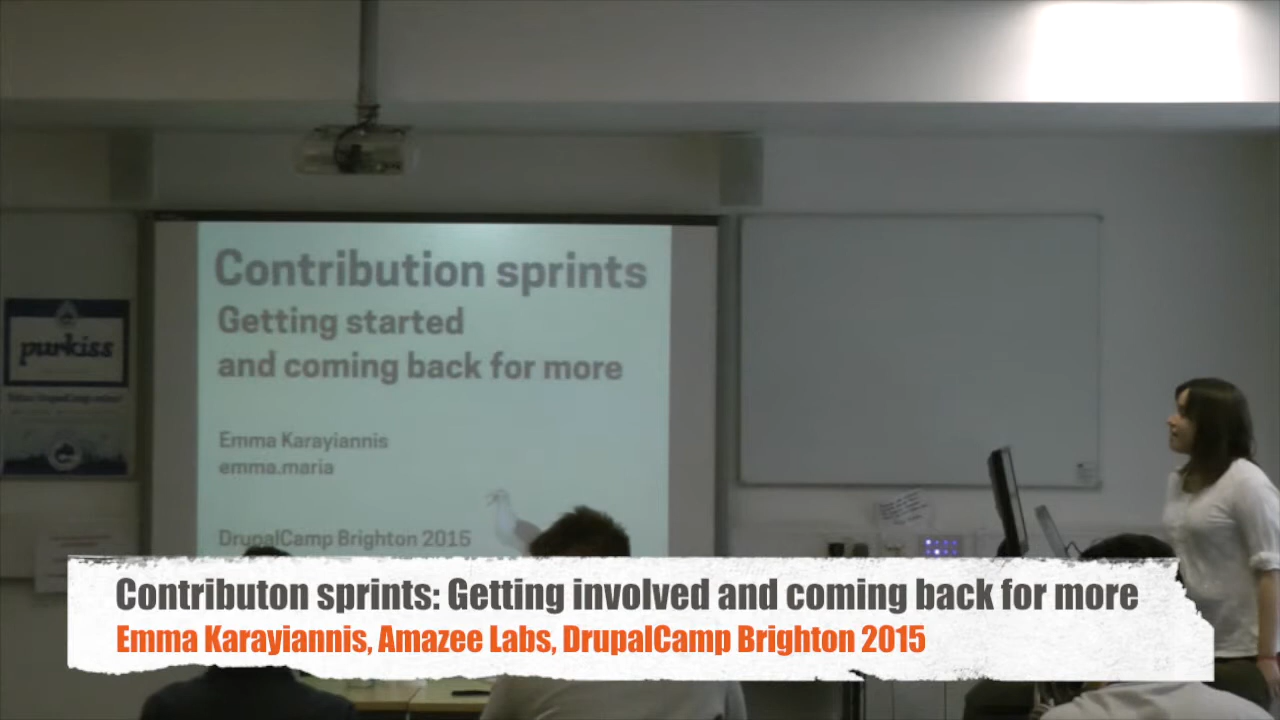 Contribution sprints
Getting started
and coming back for more
Emma Karayiannis
emma.maria
DrupalCamp Brighton 2015
purkiss
Contributon sprints: Getting involved and coming back for more
Emma Karayiannis, Amazee Labs, DrupalCamp Brighton 2015